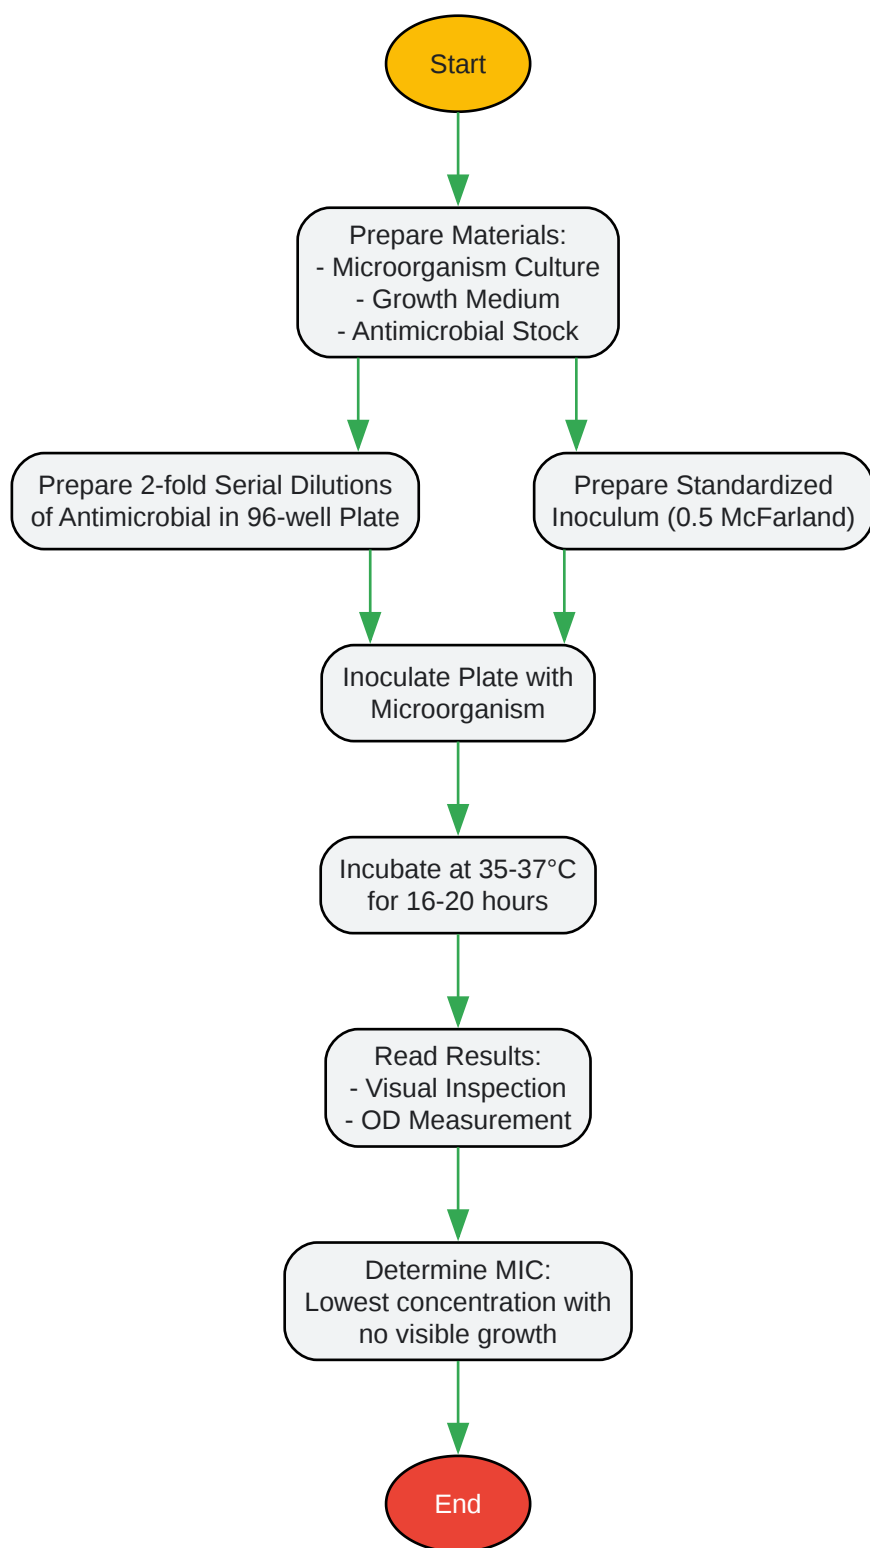 Start
Prepare Materials:
- Microorganism Culture
- Growth Medium
- Antimicrobial Stock
Prepare 2-fold Serial Dilutions
of Antimicrobial in 96-well Plate
Prepare Standardized
Inoculum (0.5 McFarland)
Inoculate Plate with
Microorganism
Incubate at 35-37°C
for 16-20 hours
Read Results:
- Visual Inspection
- OD Measurement
Determine MIC:
Lowest concentration with
no visible growth
End